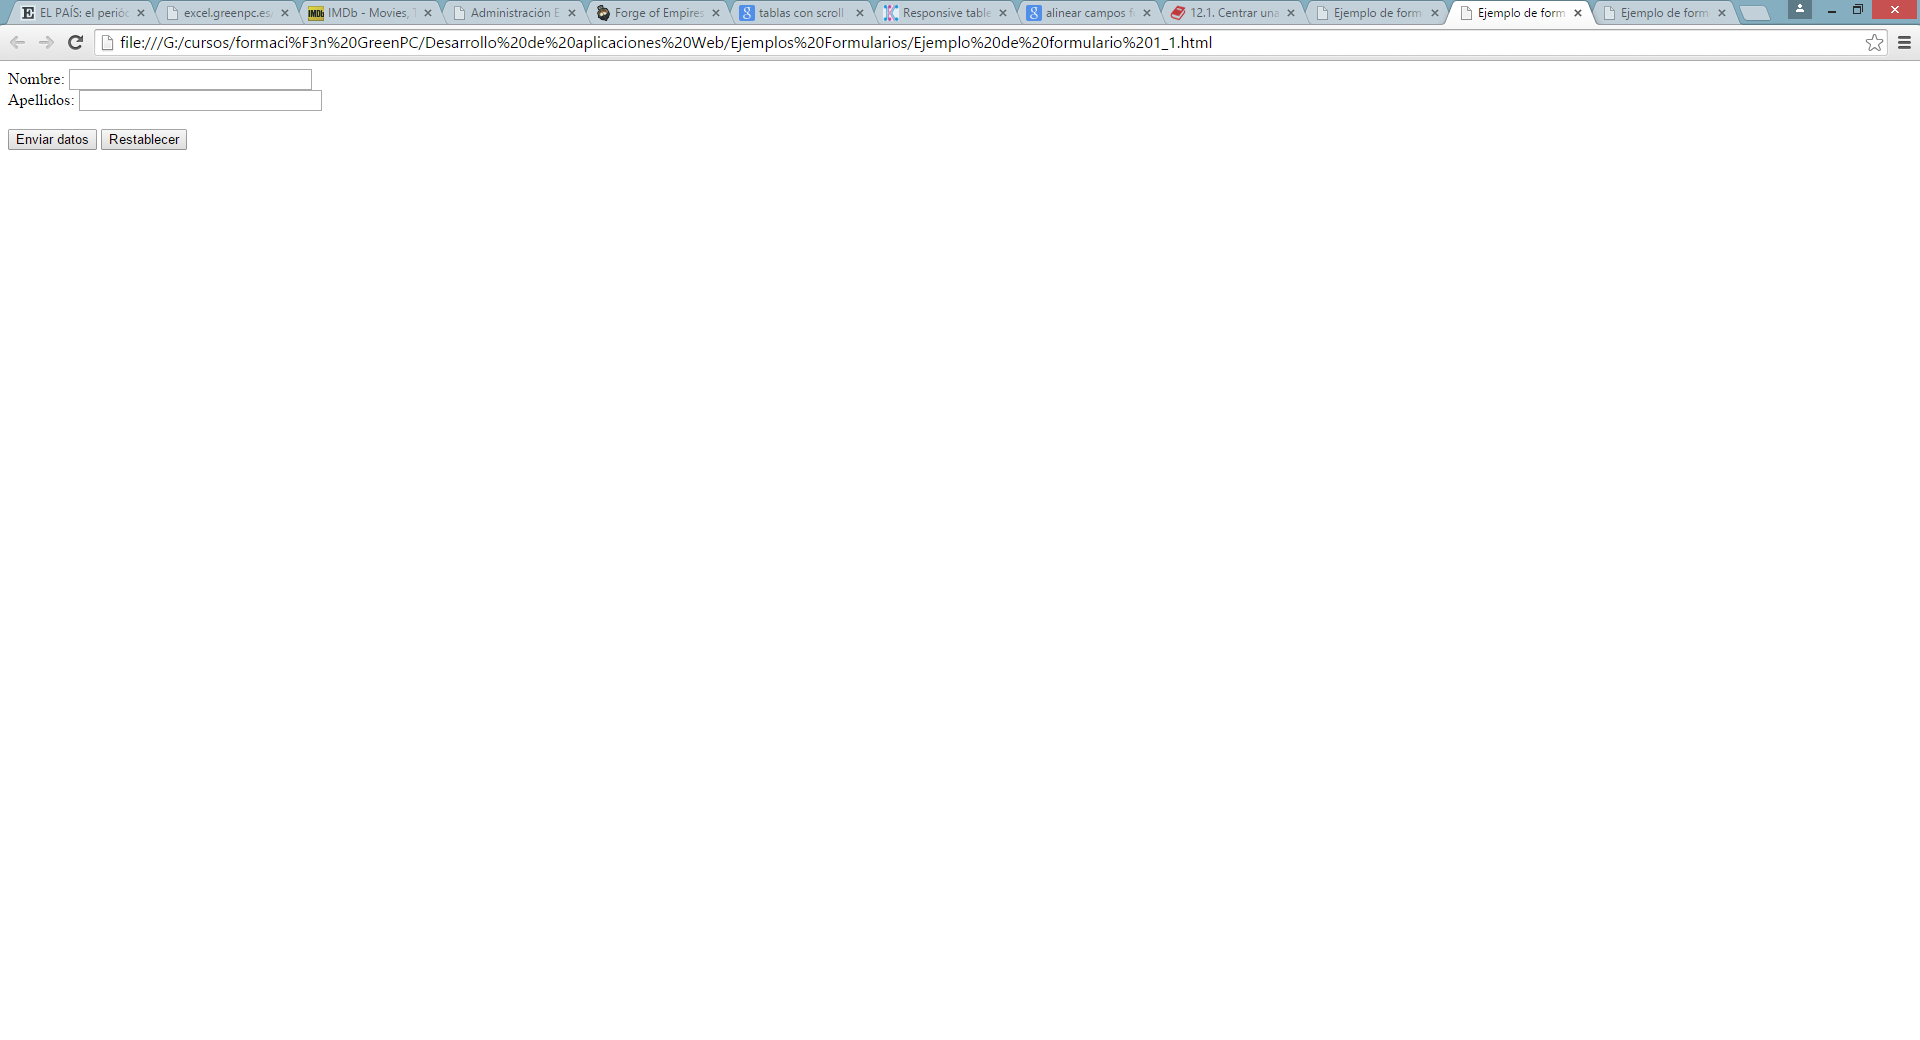 EL PAÍS: el perió
excel.greenpc.es
IMDb - Movies, T
Administración E
Forge of Empires
tablas con scroll
Responsive table
alinear campos f
12.1. Centrar una
Ejemplo de form
Ejemplo de form
Ejemplo de form
file:///G:/cursos/formaci%F3n%20GreenPC/Desarrollo%20de%20aplicaciones%20Web/Ejemplos%20Formularios/Ejemplo%20de%20formulario%201_1.html
Nombre:
Apellidos:
Enviar datos Restablecer